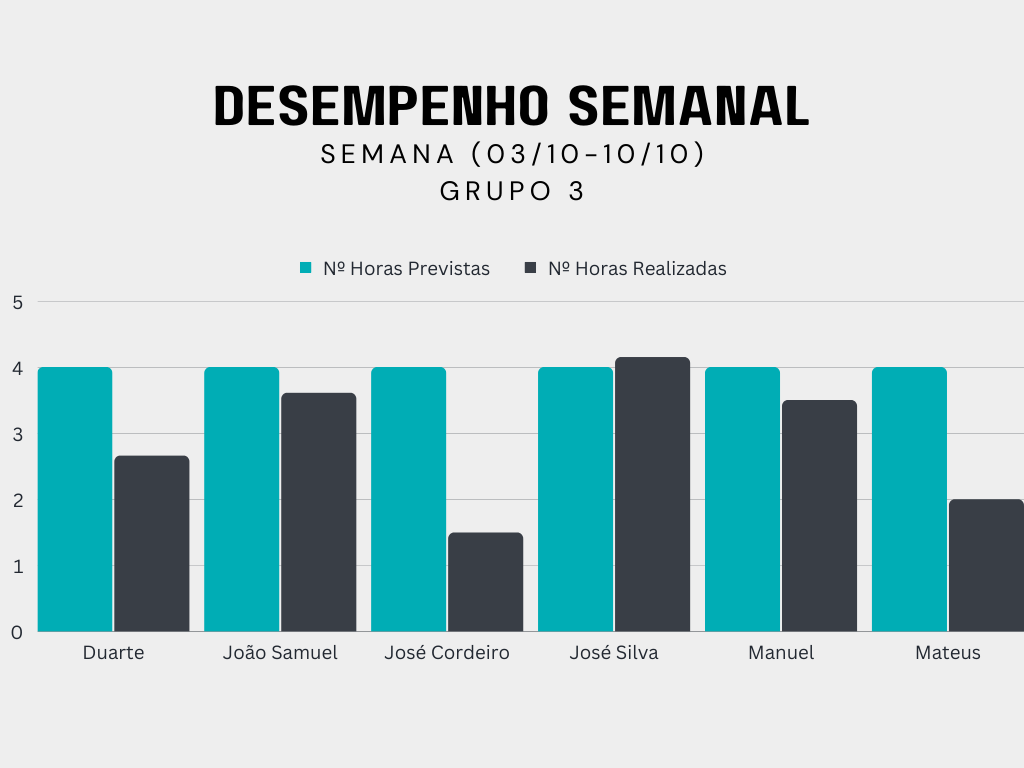 DESEMPENHO SEMANAL
SEMANA (03/10-10/10)
GRUPO 3
Nº Horas Previstas Nº Horas Realizadas
5
4
3
2
1
0
Duarte João Samuel José Cordeiro José Silva Manuel Mateus